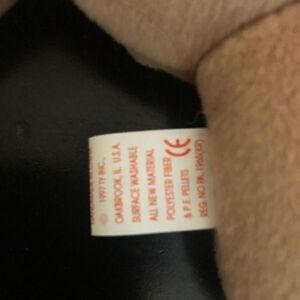 © 1997 TY INC.,
OAKBROOK, IL U.S.A.
SURFACE WASHABLE
ALL NEW MATERIAL
POLYESTER FIBER
& P.E. PELLETS CE
REG. NO. PA. 1965(KR)